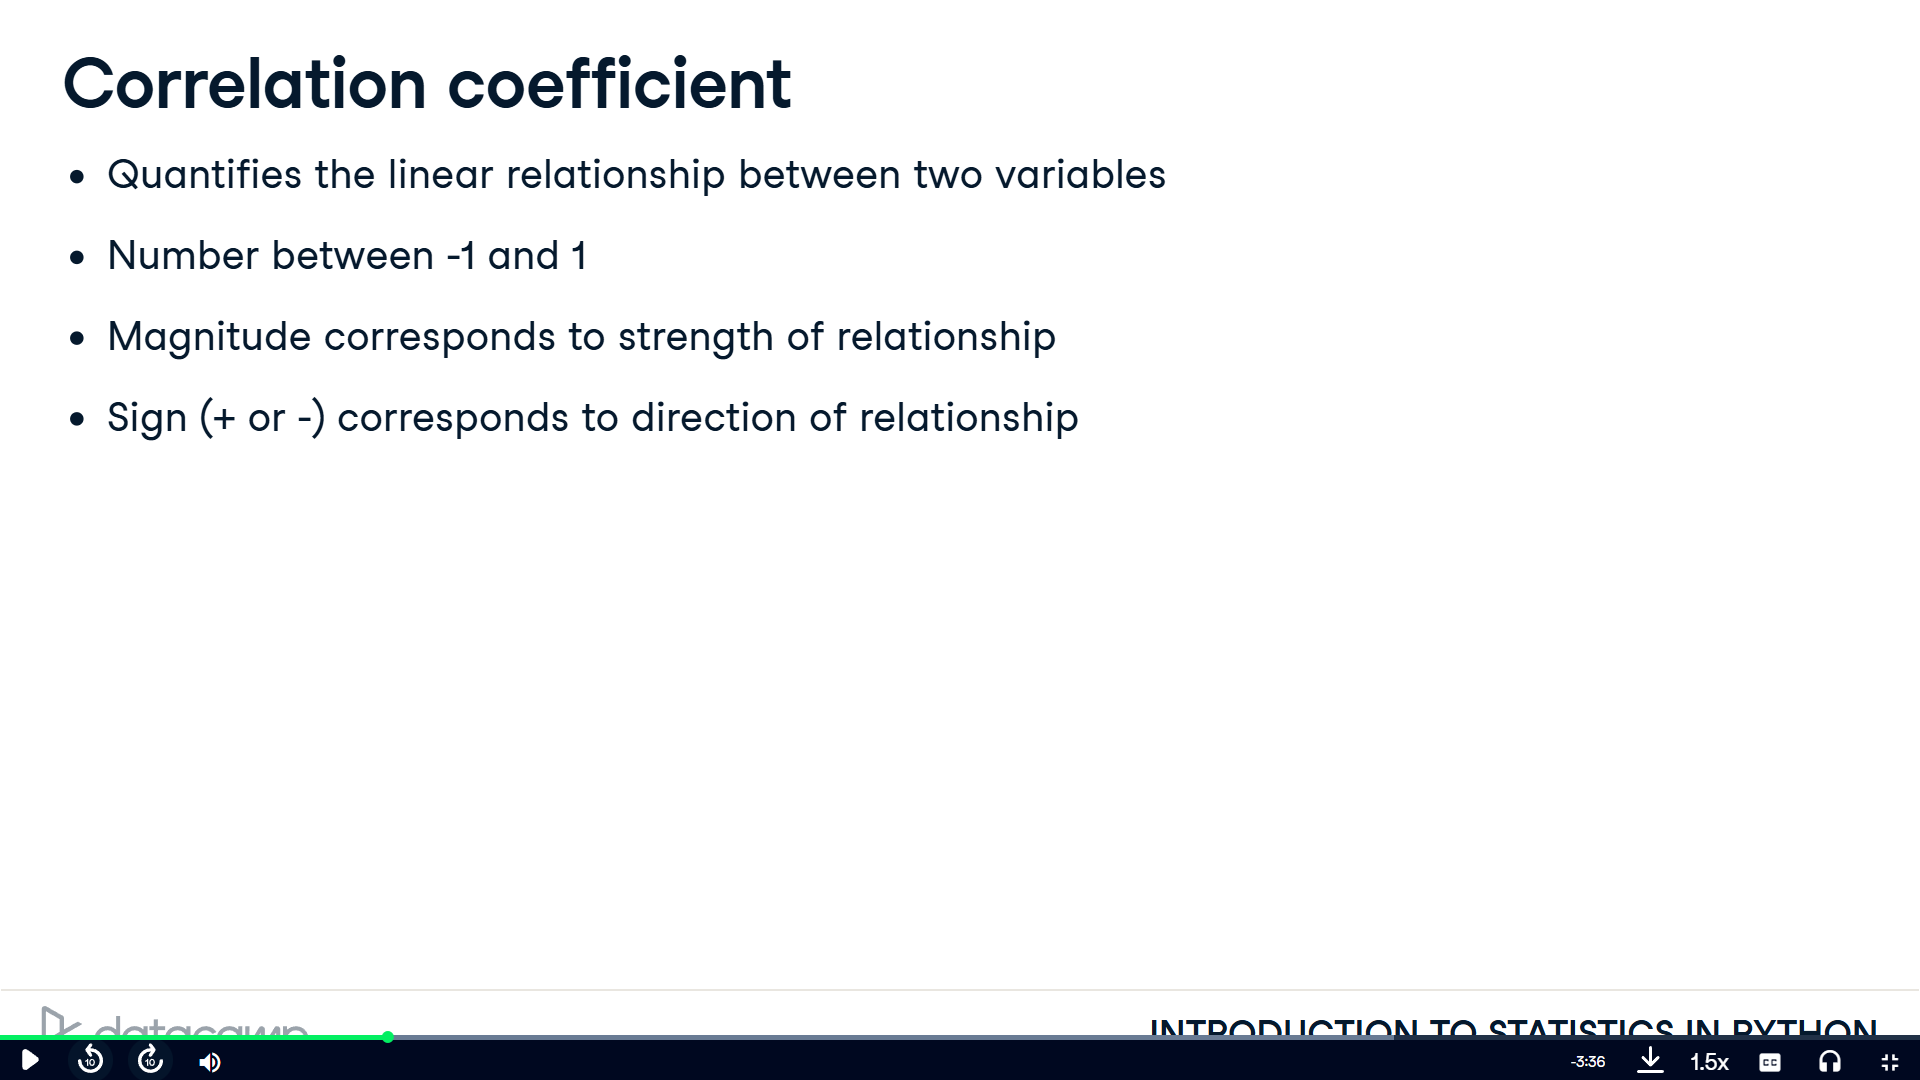 Correlation coefficient
• Quantifies the linear relationship between two variables
• Number between -1 and 1
• Magnitude corresponds to strength of relationship
• Sign (+ or -) corresponds to direction of relationship
datacamp
INTRODUCTION TO STATISTICS IN PYTHON
10
10
-3:36
1.5x
CC